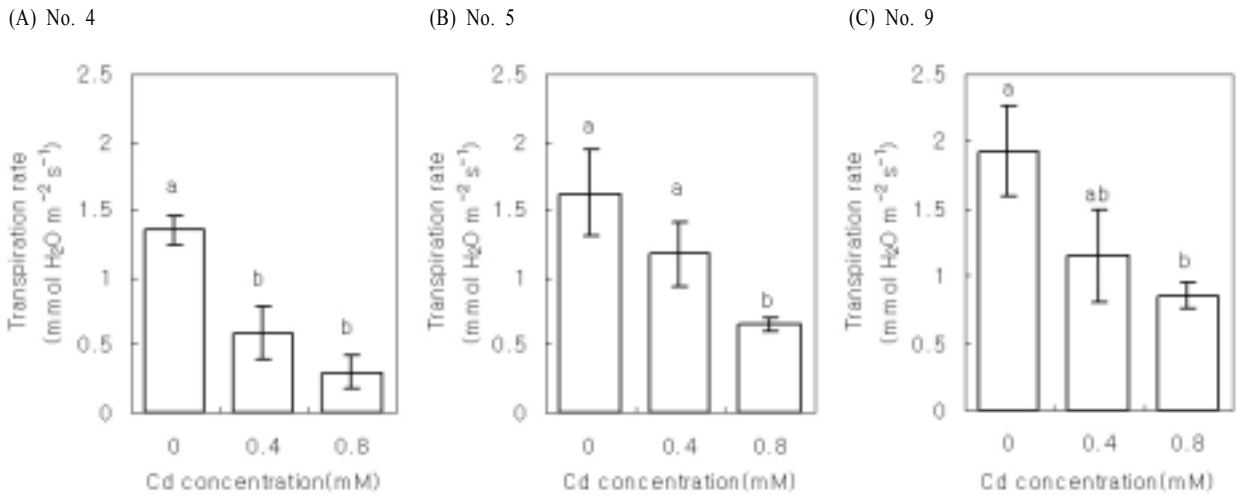 (A) No. 4
Transpiration rate
(mmol H₂O m⁻² s⁻¹)
2.5
2
1.5
1
0.5
0
a
b
b
0 0.4 0.8
Cd concentration(mM)
(B) No. 5
Transpiration rate
(mmol H₂O m⁻² s⁻¹)
2.5
2
1.5
1
0.5
0
a
a
b
0 0.4 0.8
Cd concentration(mM)
(C) No. 9
Transpiration rate
(mmol H₂O m⁻² s⁻¹)
2.5
2
1.5
1
0.5
0
a
ab
b
0 0.4 0.8
Cd concentration(mM)